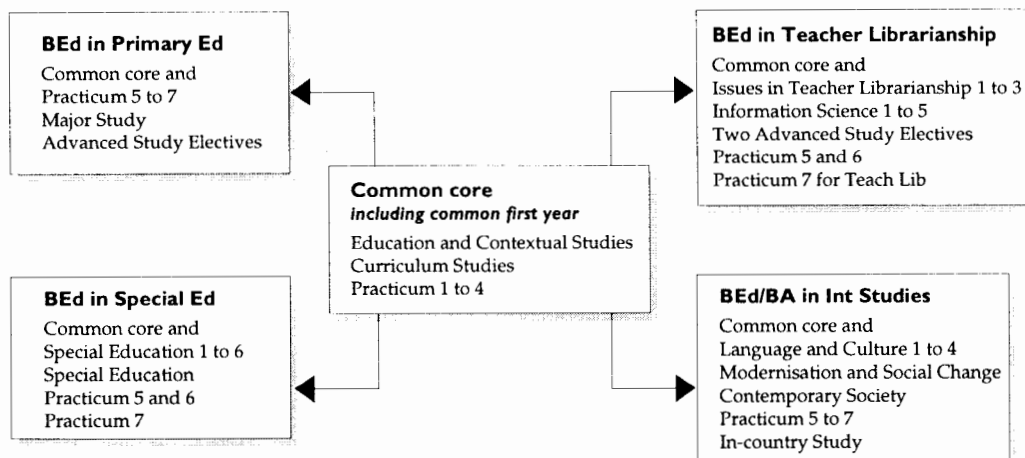 BEd in Primary Ed
Common core and
Practicum 5 to 7
Major Study
Advanced Study Electives
BEd in Teacher Librarianship
Common core and
Issues in Teacher Librarianship 1 to 3
Information Science 1 to 5
Two Advanced Study Electives
Practicum 5 and 6
Practicum 7 for Teach Lib
Common core
including common first year
Education and Contextual Studies
Curriculum Studies
Practicum 1 to 4
BEd in Special Ed
Common core and
Special Education 1 to 6
Special Education
Practicum 5 and 6
Practicum 7
BEd/BA in Int Studies
Common core and
Language and Culture 1 to 4
Modernisation and Social Change
Contemporary Society
Practicum 5 to 7
In-country Study